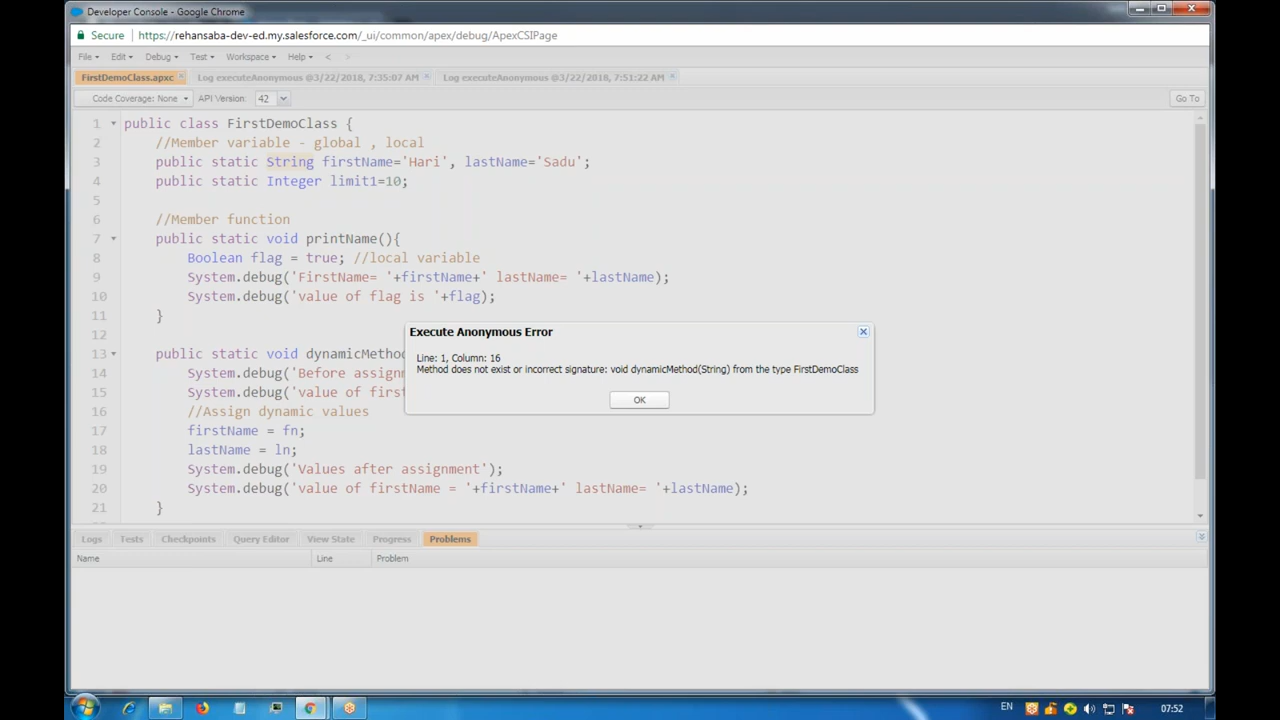 Developer Console - Google Chrome
Secure | https://rehansaba-dev-ed.my.salesforce.com/_ui/common/apex/debug/ApexCSIPage
File Edit Debug Test Workspace Help < >
FirstDemoClass.apxc Log executeAnonymous @3/22/2018, 7:35:07 AM Log executeAnonymous @3/22/2018, 7:51:22 AM
Code Coverage: None API Version: 42 Go To
1 public class FirstDemoClass {
2 //Member variable - global , local
3 public static String firstName='Hari', lastName='Sadu';
4 public static Integer limit1=10;
5
6 //Member function
7 public static void printName(){
8 Boolean flag = true; //local variable
9 System.debug('FirstName= '+firstName+' lastName= '+lastName);
10 System.debug('value of flag is '+flag);
11 }
12
13 public static void dynamicMethod
14 System.debug('Before assignm
15 System.debug('value of firs
16 //Assign dynamic values
17 firstName = fn;
18 lastName = ln;
19 System.debug('Values after assignment');
20 System.debug('value of firstName = '+firstName+' lastName= '+lastName);
21 }
Execute Anonymous Error
Line: 1, Column: 16
Method does not exist or incorrect signature: void dynamicMethod(String) from the type FirstDemoClass
OK
Logs Tests Checkpoints Query Editor View State Progress Problems
Name Line Problem
EN 07:52